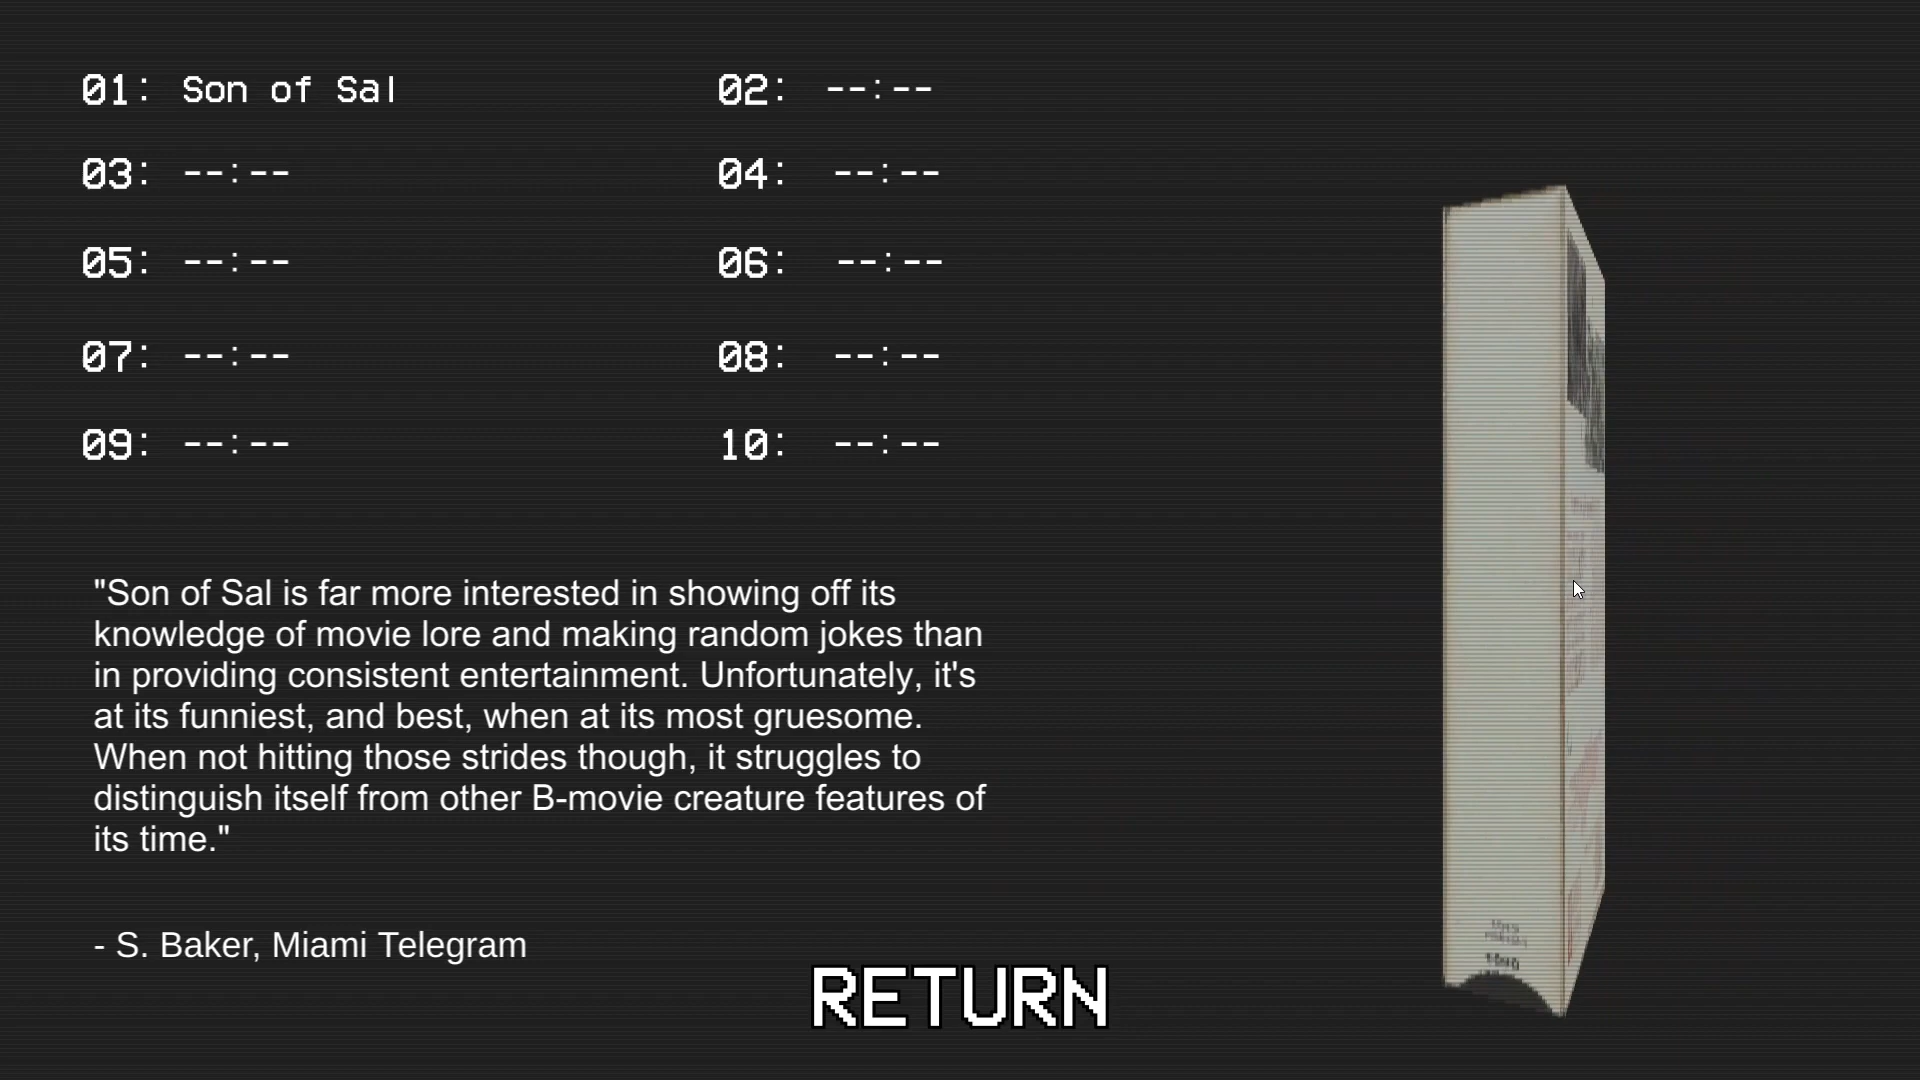 01: Son of Sal
02: --:--
03: --:--
04: --:--
05: --:--
06: --:--
07: --:--
08: --:--
09: --:--
10: --:--
"Son of Sal is far more interested in showing off its
knowledge of movie lore and making random jokes than
in providing consistent entertainment. Unfortunately, it's
at its funniest, and best, when at its most gruesome.
When not hitting those strides though, it struggles to
distinguish itself from other B-movie creature features of
its time."
- S. Baker, Miami Telegram
RETURN